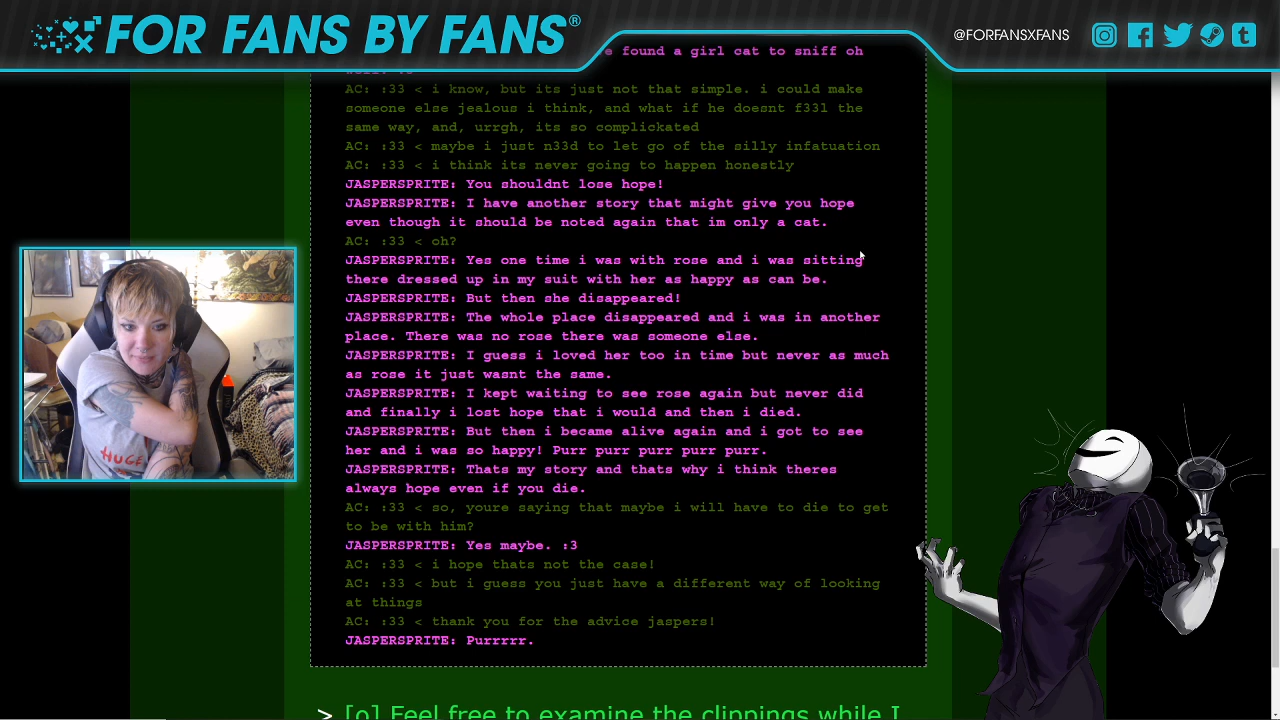 FOR FANS BY FANS®
@FORFANSXFANS
e found a girl cat to sniff oh
AC: :33 < i know, but its just not that simple. i could make
someone else jealous i think, and what if he doesnt f33l the
same way, and, urrgh, its so complickated
AC: :33 < maybe i just n33d to let go of the silly infatuation
AC: :33 < i think its never going to happen honestly
JASPERSPRITE: You shouldnt lose hope!
JASPERSPRITE: I have another story that might give you hope
even though it should be noted again that im only a cat.
AC: :33 < oh?
JASPERSPRITE: Yes one time i was with rose and i was sitting
there dressed up in my suit with her as happy as can be.
JASPERSPRITE: But then she disappeared!
JASPERSPRITE: The whole place disappeared and i was in another
place. There was no rose there was someone else.
JASPERSPRITE: I guess i loved her too in time but never as much
as rose it just wasnt the same.
JASPERSPRITE: I kept waiting to see rose again but never did
and finally i lost hope that i would and then i died.
JASPERSPRITE: But then i became alive again and i got to see
her and i was so happy! Purr purr purr purr purr.
JASPERSPRITE: Thats my story and thats why i think theres
always hope even if you die.
AC: :33 < so, youre saying that maybe i will have to die to get
to be with him?
JASPERSPRITE: Yes maybe. :3
AC: :33 < i hope thats not the case!
AC: :33 < but i guess you just have a different way of looking
at things
AC: :33 < thank you for the advice jaspers!
JASPERSPRITE: Purrrrr.
> [o] Feel free to examine the clippings while I
HUGE